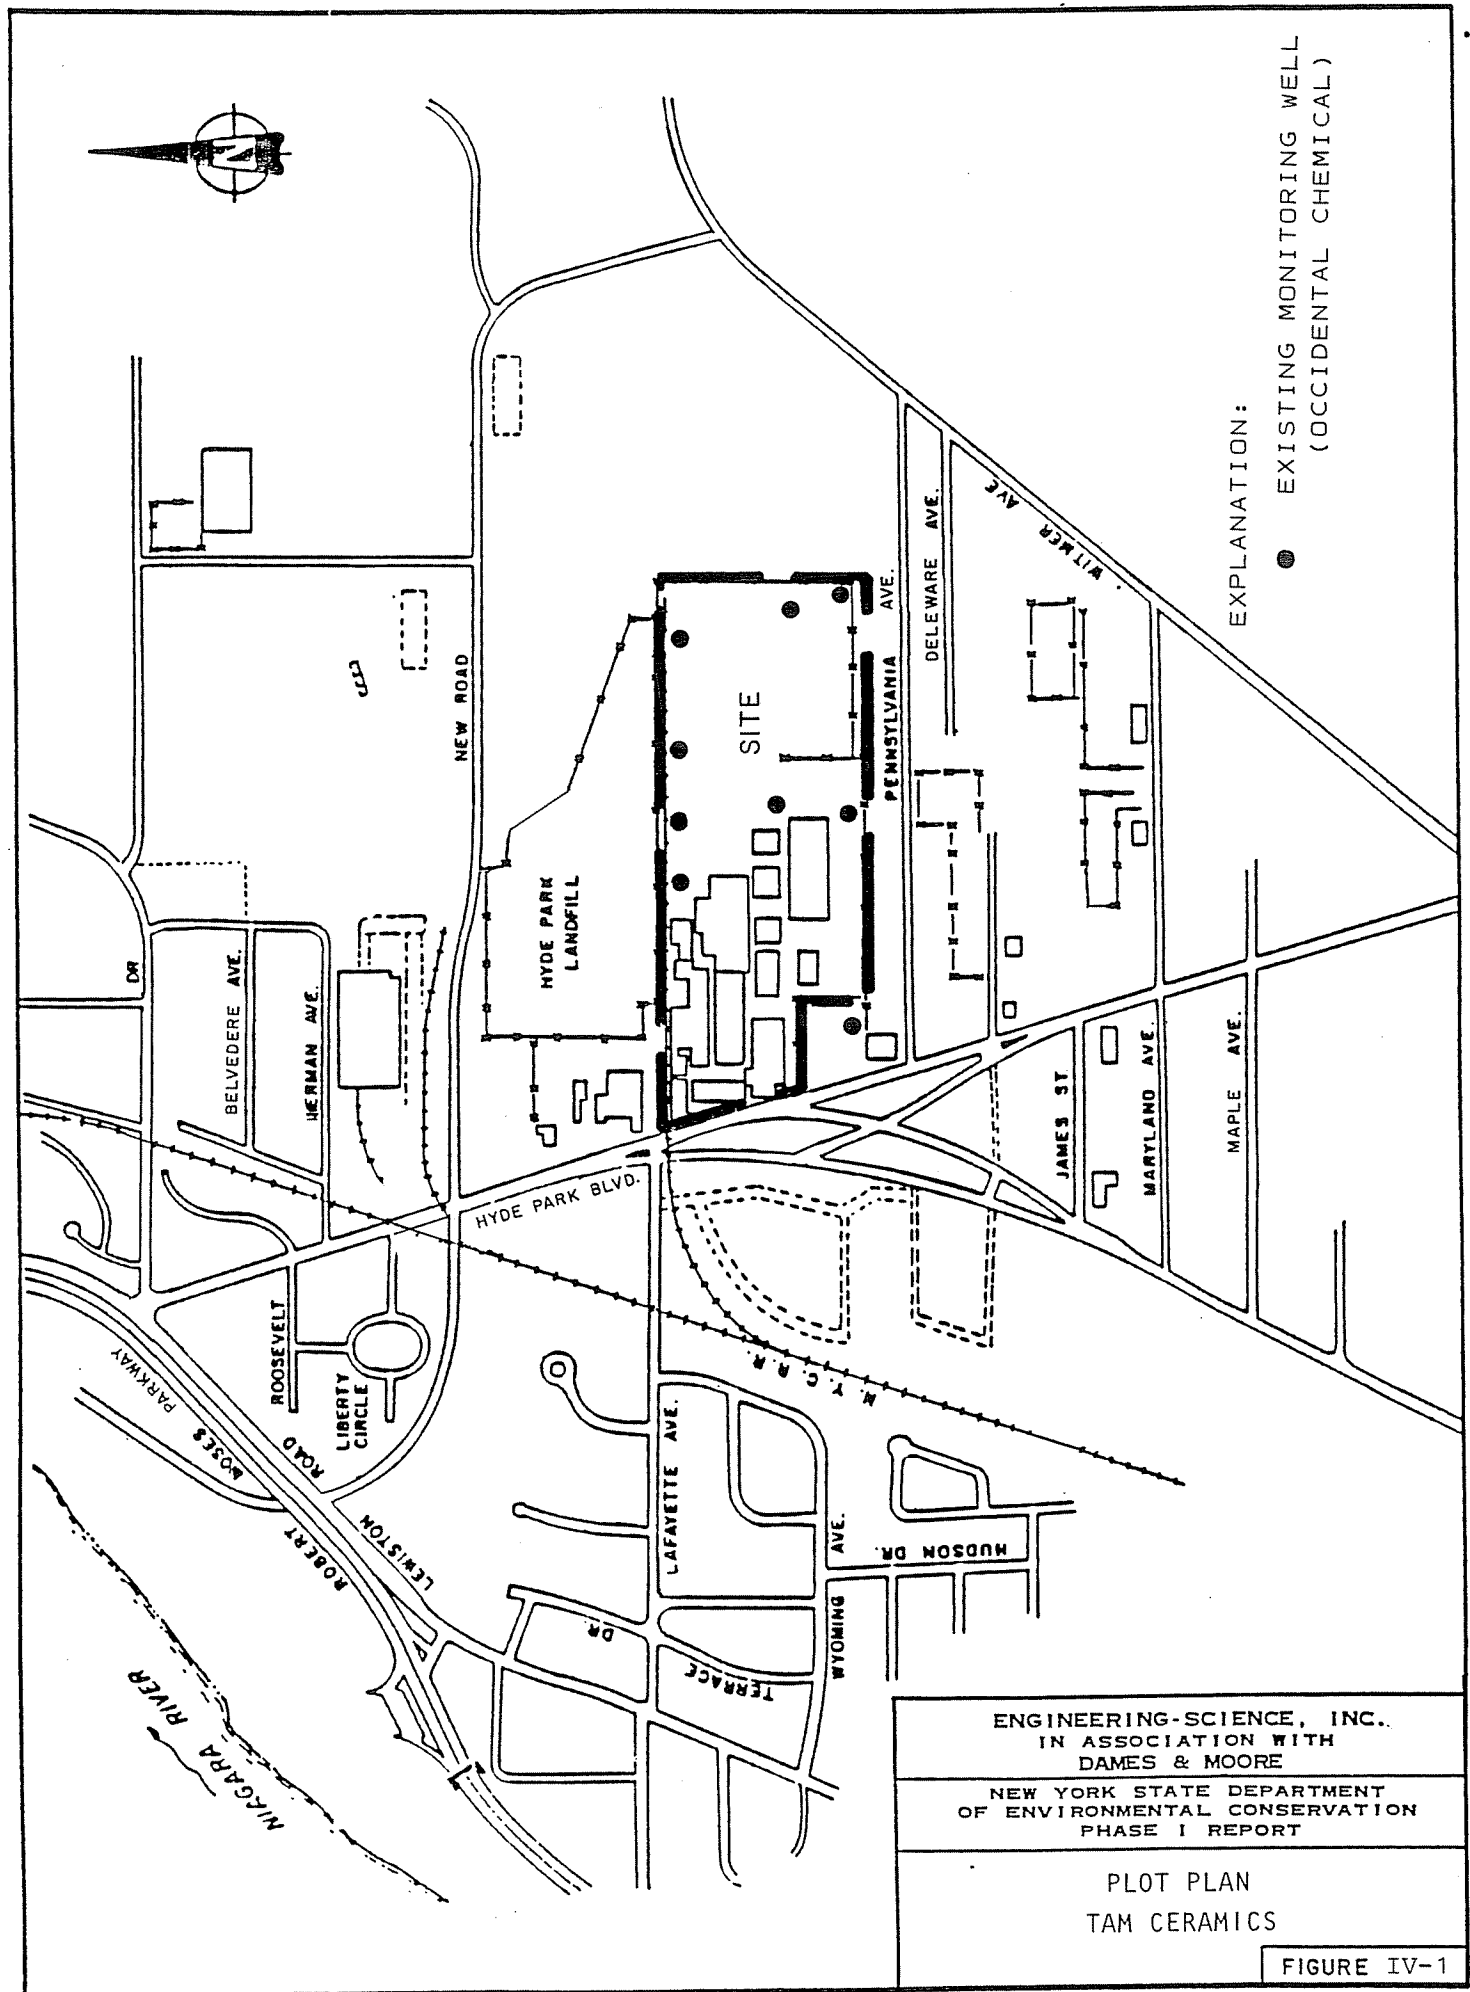 EXPLANATION:
EXISTING MONITORING WELL
(OCCIDENTAL CHEMICAL)
NEW ROAD
HYDE PARK
LANDFILL
SITE
PENNSYLVANIA AVE.
DELEWARE AVE.
WITMER AVE
DR
BELVEDERE AVE.
HERMAN AVE.
HYDE PARK BLVD.
JAMES ST
MARYLAND AVE.
MAPLE AVE.
ROOSEVELT
LIBERTY
CIRCLE
ROBERT MOSES PARKWAY
LEWISTON ROAD
N. Y. C. R. R.
LAFAYETTE AVE.
WYOMING AVE.
HUDSON DR.
TERRACE DR.
NIAGARA RIVER
ENGINEERING-SCIENCE, INC.
IN ASSOCIATION WITH
DAMES & MOORE
NEW YORK STATE DEPARTMENT
OF ENVIRONMENTAL CONSERVATION
PHASE I REPORT
PLOT PLAN
TAM CERAMICS
FIGURE IV-1